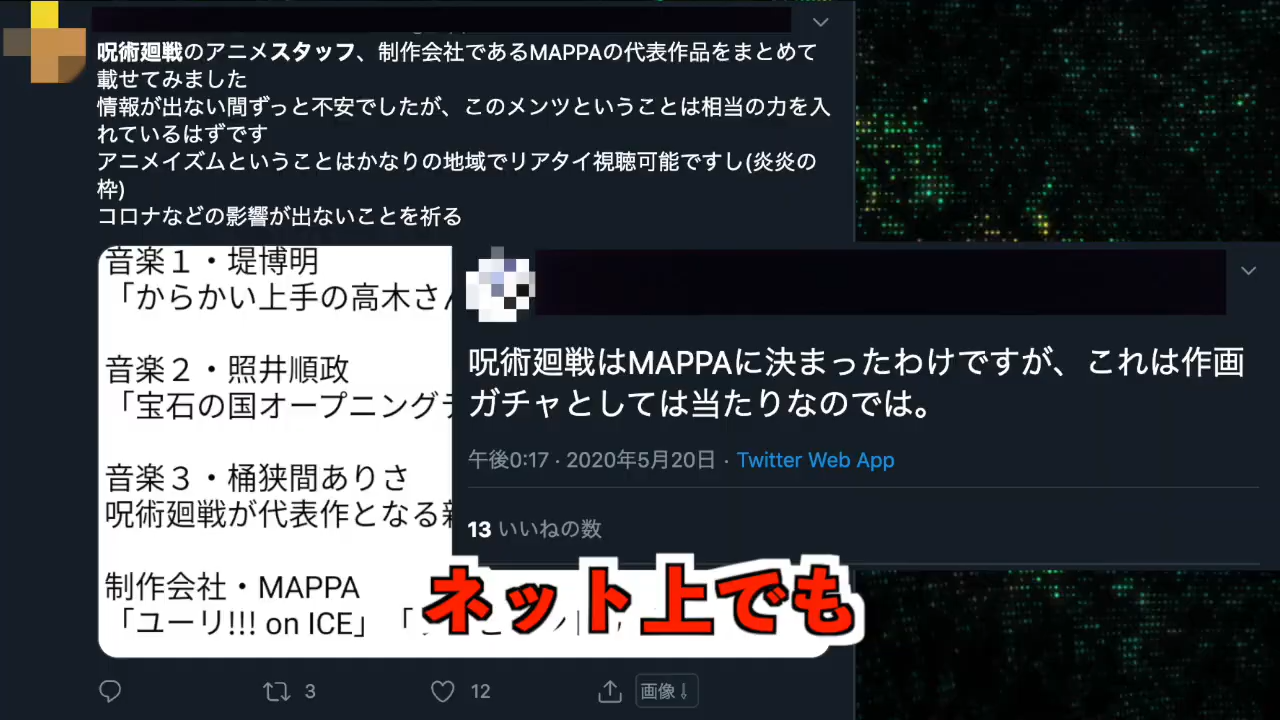 呪術廻戦のアニメスタッフ、制作会社であるMAPPAの代表作品をまとめて
載せてみました
情報が出ない間ずっと不安でしたが、このメンツということは相当の力を入
れているはずです
アニメイズムということはかなりの地域でリアタイ視聴可能ですし(炎炎の
枠)
コロナなどの影響が出ないことを祈る
音楽1・堤博明
「からかい上手の高木さん
音楽2・照井順政
「宝石の国オープニングテ
音楽3・桶狭間ありさ
呪術廻戦が代表作となる新
制作会社・MAPPA
「ユーリ!!! on ICE」「
3
12
画像↓
呪術廻戦はMAPPAに決まったわけですが、これは作画
ガチャとしては当たりなのでは。
午後0:17 · 2020年5月20日 · Twitter Web App
13 いいねの数
ネット上でも